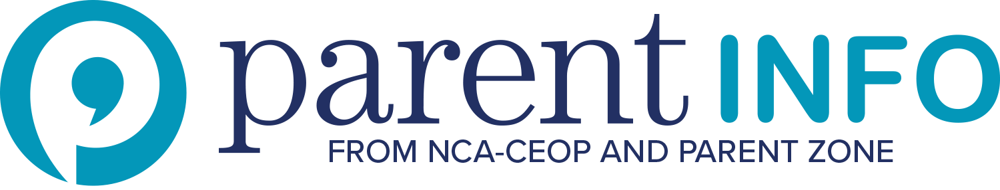 parent INFO
FROM NCA-CEOP AND PARENT ZONE